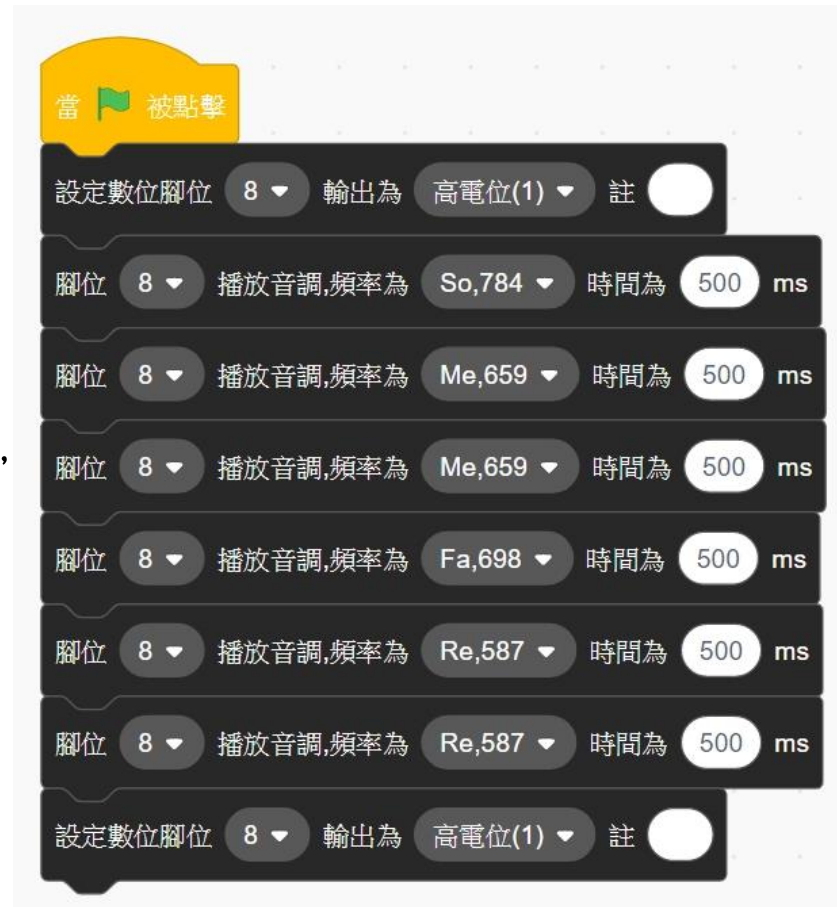 當 被點擊
設定數位腳位 8 輸出為 高電位(1) 註
腳位 8 播放音調,頻率為 So,784 時間為 500 ms
腳位 8 播放音調,頻率為 Me,659 時間為 500 ms
,
腳位 8 播放音調,頻率為 Me,659 時間為 500 ms
腳位 8 播放音調,頻率為 Fa,698 時間為 500 ms
腳位 8 播放音調,頻率為 Re,587 時間為 500 ms
腳位 8 播放音調,頻率為 Re,587 時間為 500 ms
設定數位腳位 8 輸出為 高電位(1) 註